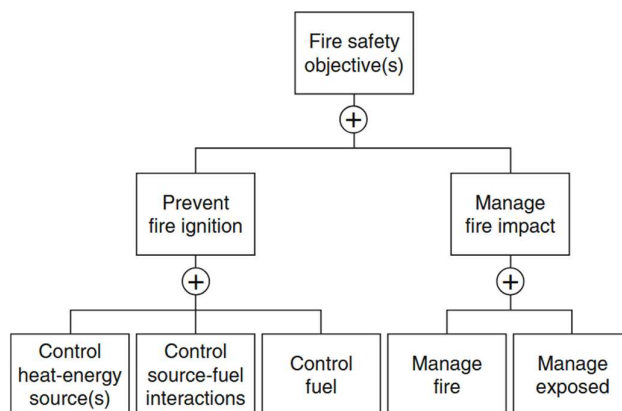 Fire safety
objective(s)
+
Prevent
fire ignition
Manage
fire impact
+
+
Control
heat-energy
source(s)
Control
source-fuel
interactions
Control
fuel
Manage
fire
Manage
exposed